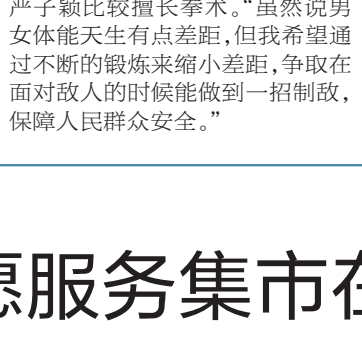 严子颖比较擅长拳术。“虽然说男
女体能天生有点差距,但我希望通
过不断的锻炼来缩小差距,争取在
面对敌人的时候能做到一招制敌,
保障人民群众安全。”
愿服务集市在